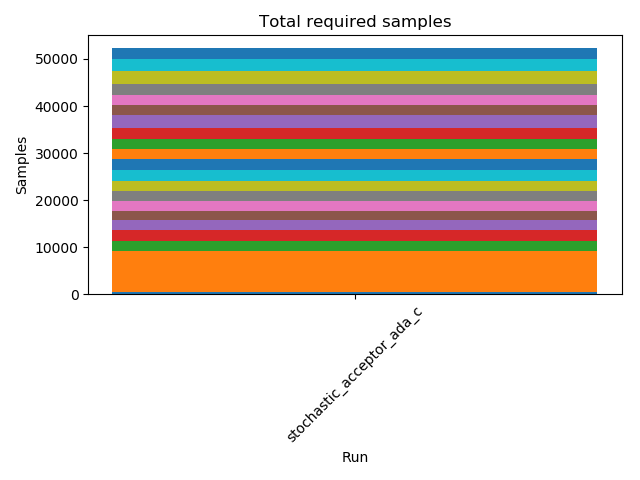 Total required samples
50000
40000
30000
20000
10000
0
Samples
stochastic_acceptor_ada_c
Run